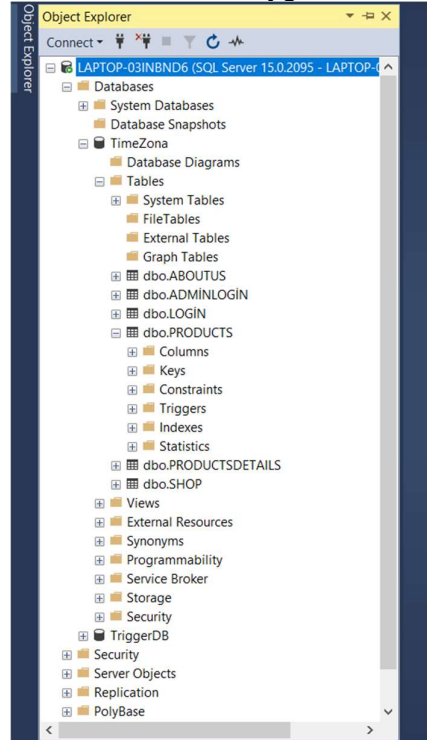 Object Explorer
Object Explorer
Connect
LAPTOP-03INBND6 (SQL Server 15.0.2095 - LAPTOP-0
Databases
System Databases
Database Snapshots
TimeZona
Database Diagrams
Tables
System Tables
FileTables
External Tables
Graph Tables
dbo.ABOUTUS
dbo.ADMİNLOGİN
dbo.LOGİN
dbo.PRODUCTS
Columns
Keys
Constraints
Triggers
Indexes
Statistics
dbo.PRODUCTSDETAILS
dbo.SHOP
Views
External Resources
Synonyms
Programmability
Service Broker
Storage
Security
TriggerDB
Security
Server Objects
Replication
PolyBase